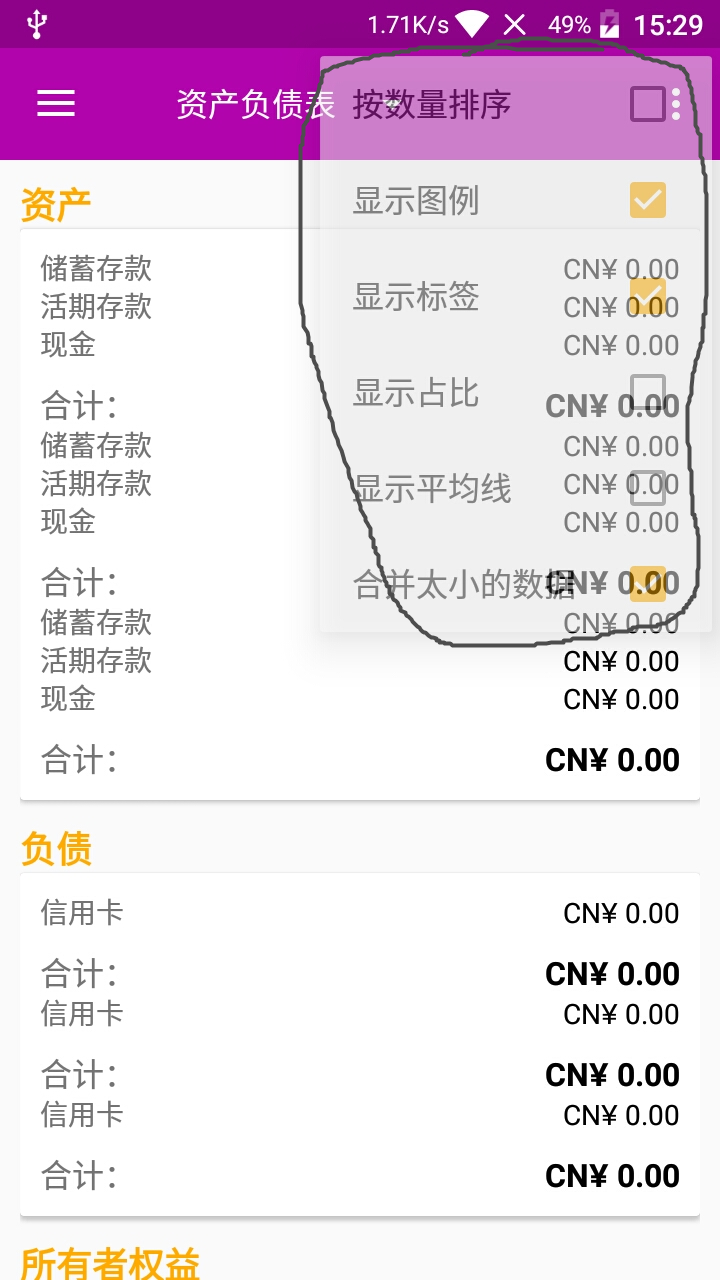 1.71K/s 49% 15:29
资产负债表
按数量排序
显示图例
显示标签
显示占比
显示平均线
合并太小的数据
资产
储蓄存款 CN¥ 0.00
活期存款 CN¥ 0.00
现金 CN¥ 0.00
合计： CN¥ 0.00
储蓄存款 CN¥ 0.00
活期存款 CN¥ 0.00
现金 CN¥ 0.00
合计： CN¥ 0.00
储蓄存款 CN¥ 0.00
活期存款 CN¥ 0.00
现金 CN¥ 0.00
合计： CN¥ 0.00
负债
信用卡 CN¥ 0.00
合计： CN¥ 0.00
信用卡 CN¥ 0.00
合计： CN¥ 0.00
信用卡 CN¥ 0.00
合计： CN¥ 0.00
所有者权益